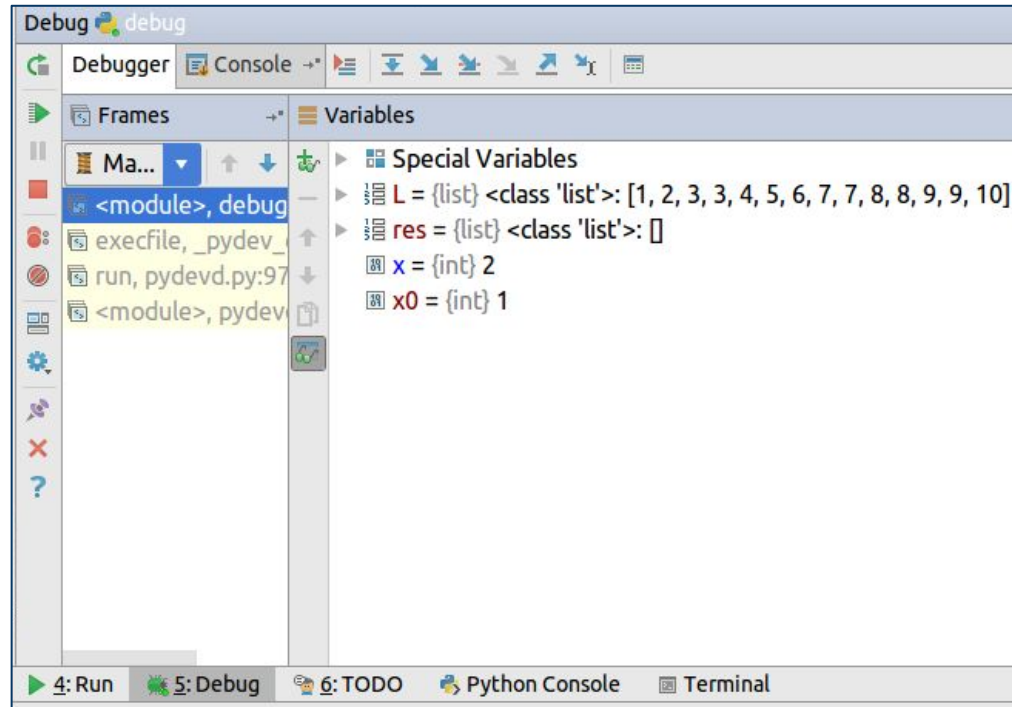 Debug debug
Debugger Console
Frames
Variables
Ma...
<module>, debug
execfile, _pydev_
run, pydevd.py:97
<module>, pydev
Special Variables
L = {list} <class 'list'>: [1, 2, 3, 3, 4, 5, 6, 7, 7, 8, 8, 9, 9, 10]
res = {list} <class 'list'>: []
x = {int} 2
x0 = {int} 1
4: Run 5: Debug 6: TODO Python Console Terminal